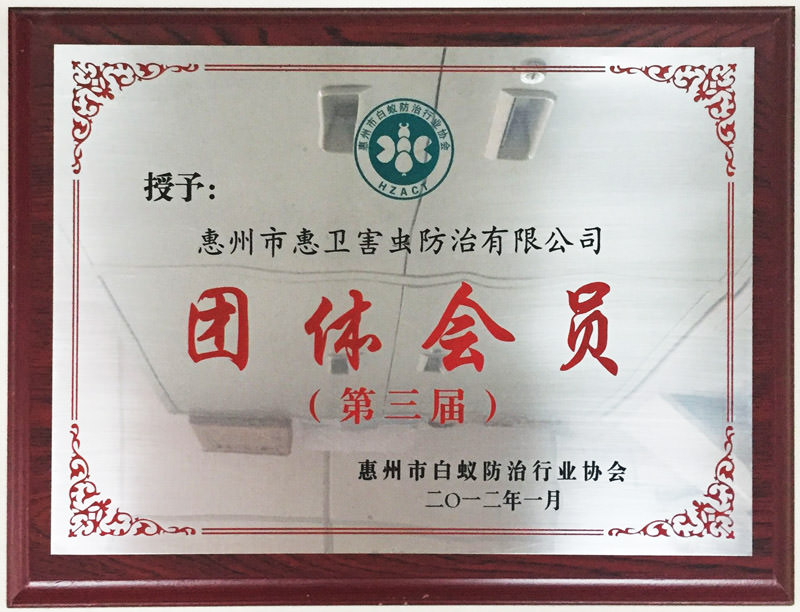 惠州市白蚁防治行业协会
HZACT
授予：
惠州市惠卫害虫防治有限公司
团体会员
（第三届）
惠州市白蚁防治行业协会
二〇一二年一月